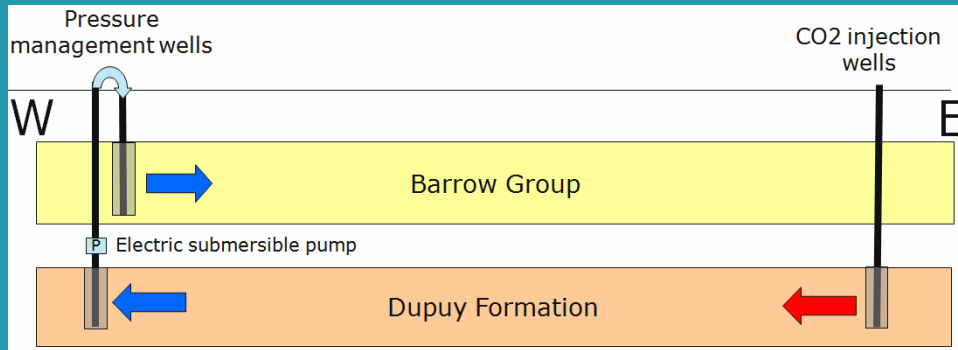 Pressure
management wells
CO2 injection
wells
W
E
Barrow Group
P Electric submersible pump
Dupuy Formation